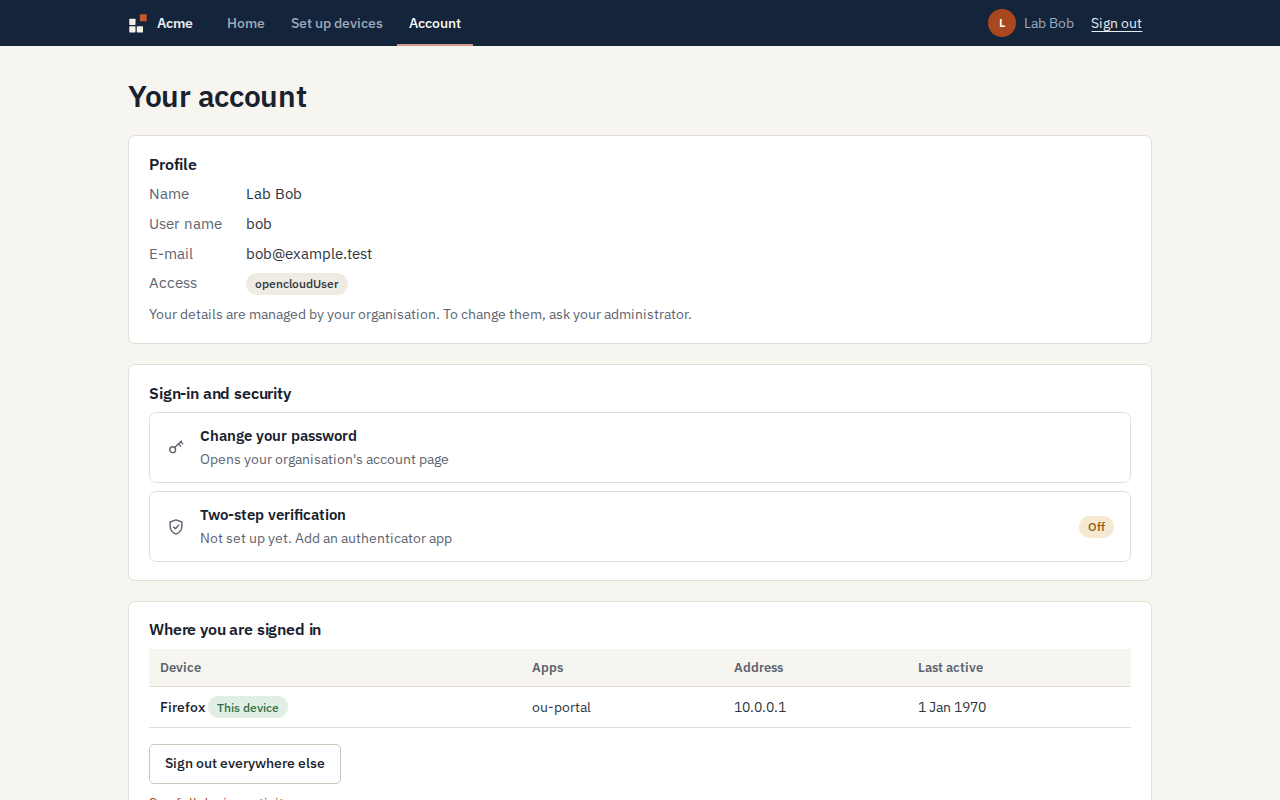 Acme Home Set up devices Account L Lab Bob Sign out
Your account
Profile
Name Lab Bob
User name bob
E-mail bob@example.test
Access opencloudUser
Your details are managed by your organisation. To change them, ask your administrator.
Sign-in and security
Change your password
Opens your organisation's account page
Two-step verification
Not set up yet. Add an authenticator app
Off
Where you are signed in
Device Apps Address Last active
Firefox This device ou-portal 10.0.0.1 1 Jan 1970
Sign out everywhere else